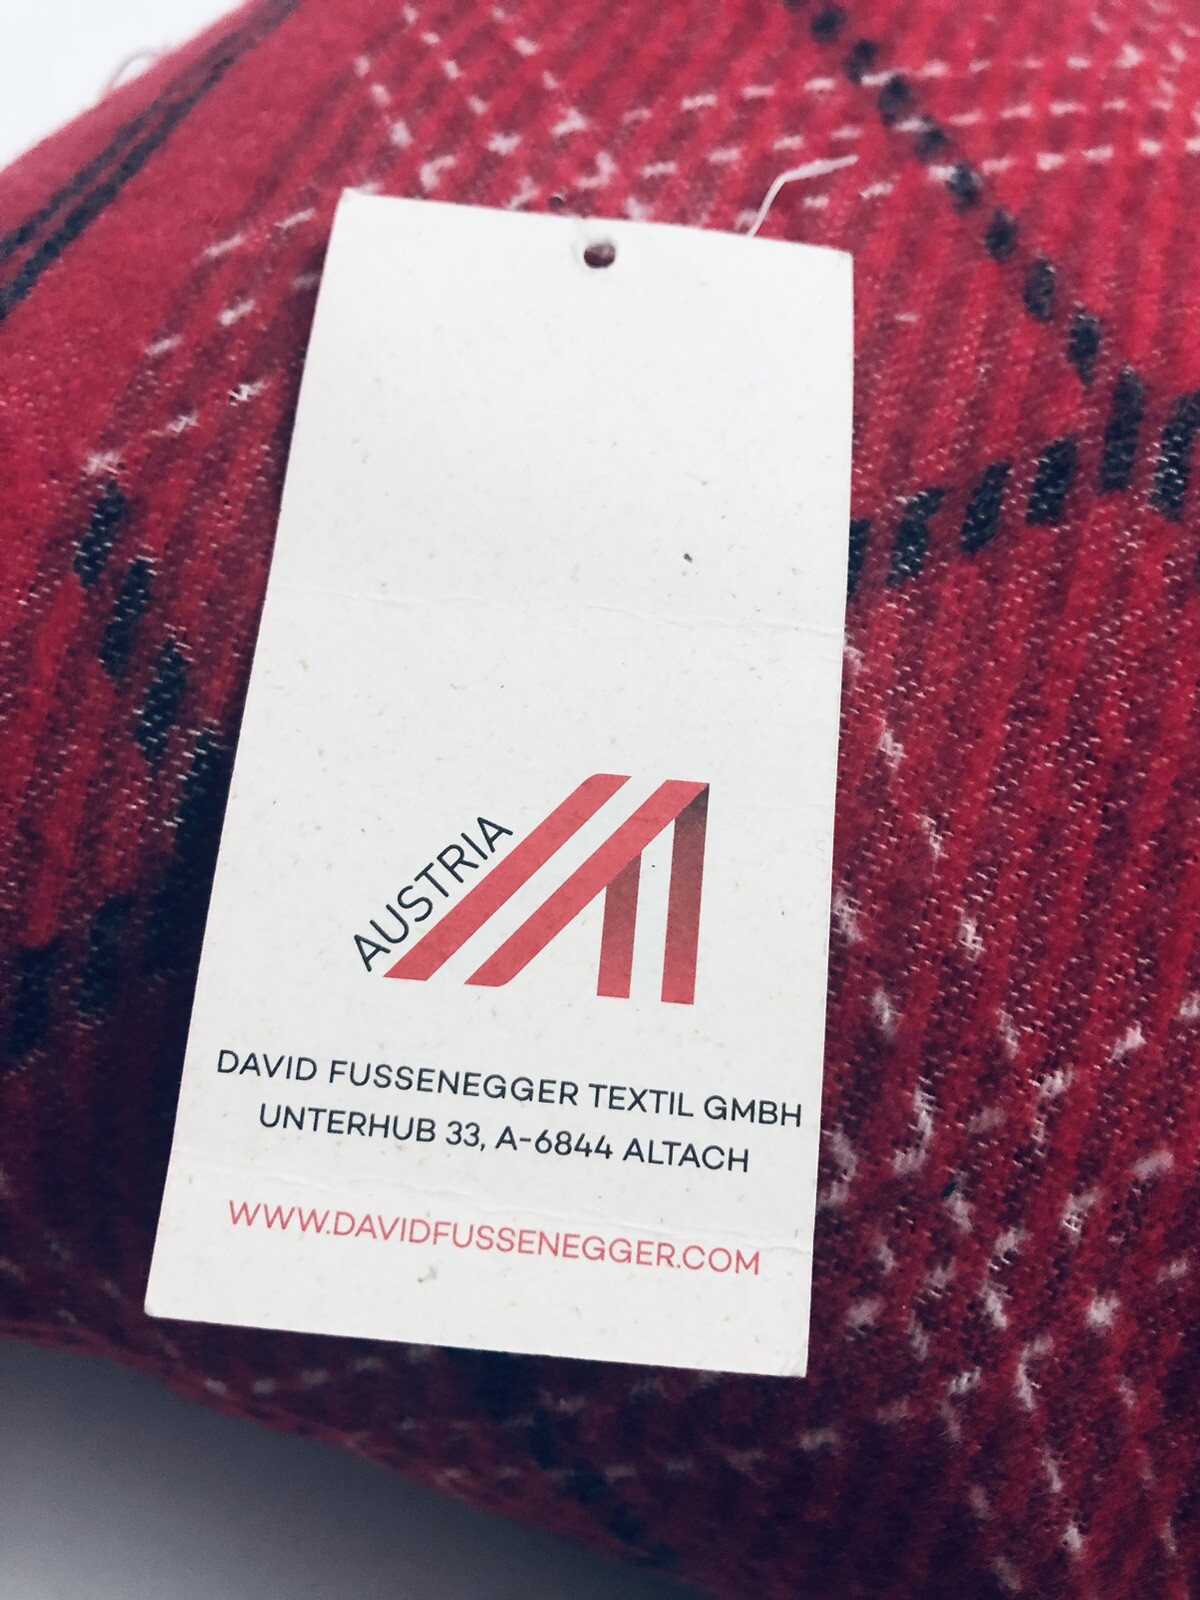 AUSTRIA
DAVID FUSSENEGGER TEXTIL GMBH
UNTERHUB 33, A-6844 ALTACH
WWW.DAVIDFUSSENEGGER.COM